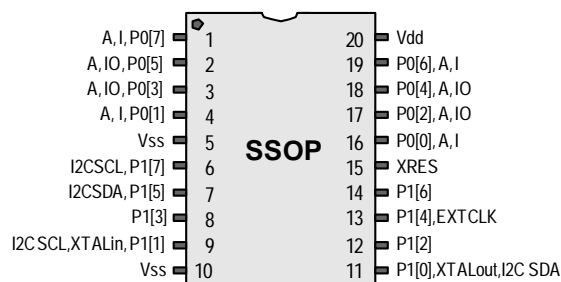 A, I, P0[7] 1 20 Vdd
A, IO, P0[5] 2 19 P0[6], A, I
A, IO, P0[3] 3 18 P0[4], A, IO
A, I, P0[1] 4 17 P0[2], A, IO
Vss 5 16 P0[0], A, I
SSOP
I2CSCL, P1[7] 6 15 XRES
I2CSDA, P1[5] 7 14 P1[6]
P1[3] 8 13 P1[4], EXTCLK
I2C SCL, XTALin, P1[1] 9 12 P1[2]
Vss 10 11 P1[0], XTALout, I2C SDA